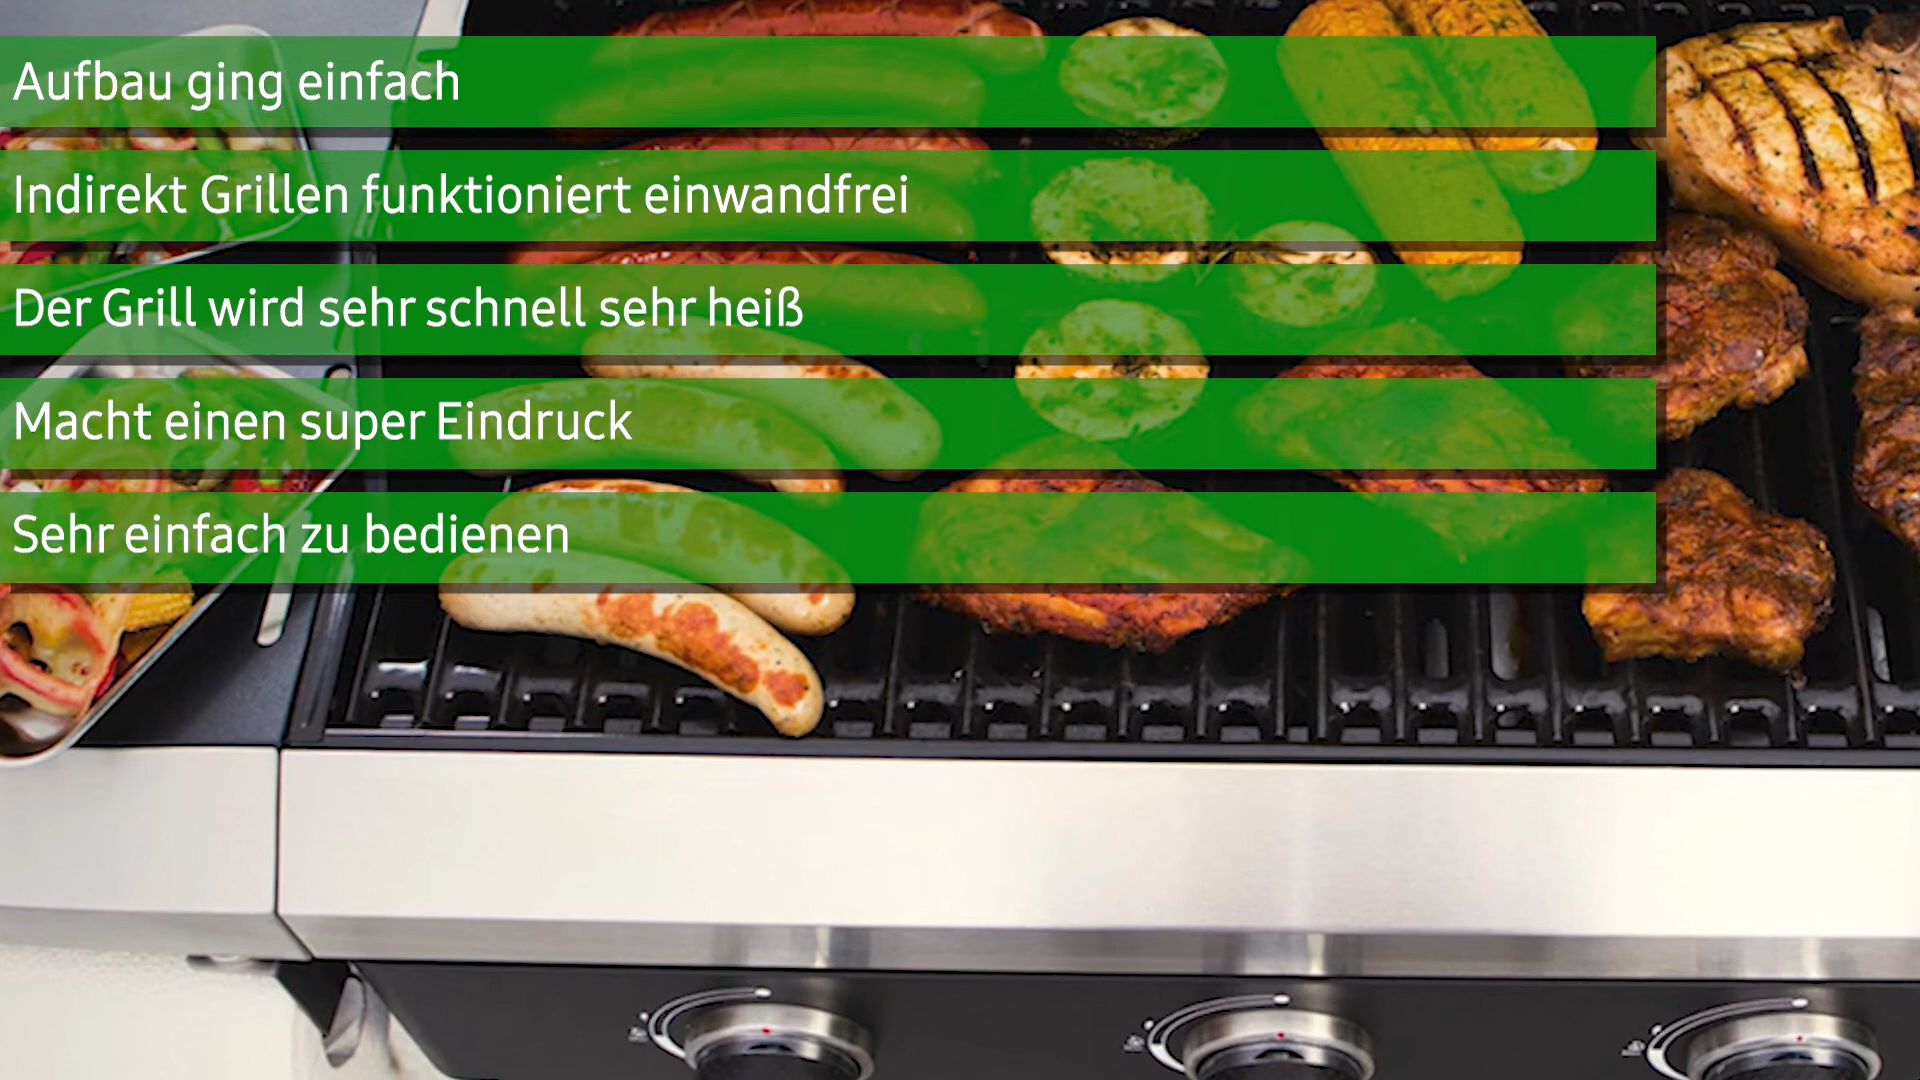 Aufbau ging einfach
Indirekt Grillen funktioniert einwandfrei
Der Grill wird sehr schnell sehr heiß
Macht einen super Eindruck
Sehr einfach zu bedienen